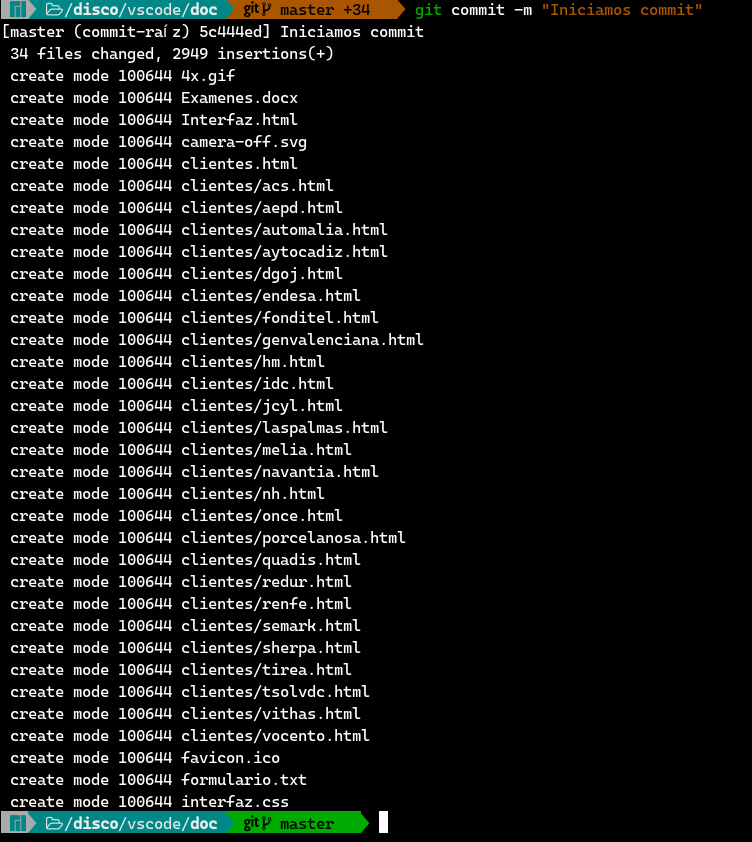 /disco/vscode/doc git master +34 git commit -m "Iniciamos commit"
[master (commit-raíz) 5c444ed] Iniciamos commit
34 files changed, 2949 insertions(+)
create mode 100644 4x.gif
create mode 100644 Examenes.docx
create mode 100644 Interfaz.html
create mode 100644 camera-off.svg
create mode 100644 clientes.html
create mode 100644 clientes/acs.html
create mode 100644 clientes/aepd.html
create mode 100644 clientes/automalia.html
create mode 100644 clientes/aytocadiz.html
create mode 100644 clientes/dgoj.html
create mode 100644 clientes/endesa.html
create mode 100644 clientes/fonditel.html
create mode 100644 clientes/genvalenciana.html
create mode 100644 clientes/hm.html
create mode 100644 clientes/idc.html
create mode 100644 clientes/jcyl.html
create mode 100644 clientes/laspalmas.html
create mode 100644 clientes/melia.html
create mode 100644 clientes/navantia.html
create mode 100644 clientes/nh.html
create mode 100644 clientes/once.html
create mode 100644 clientes/porcelanosa.html
create mode 100644 clientes/quadis.html
create mode 100644 clientes/redur.html
create mode 100644 clientes/renfe.html
create mode 100644 clientes/semark.html
create mode 100644 clientes/sherpa.html
create mode 100644 clientes/tirea.html
create mode 100644 clientes/tsolvdc.html
create mode 100644 clientes/vithas.html
create mode 100644 clientes/vocento.html
create mode 100644 favicon.ico
create mode 100644 formulario.txt
create mode 100644 interfaz.css
/disco/vscode/doc git master